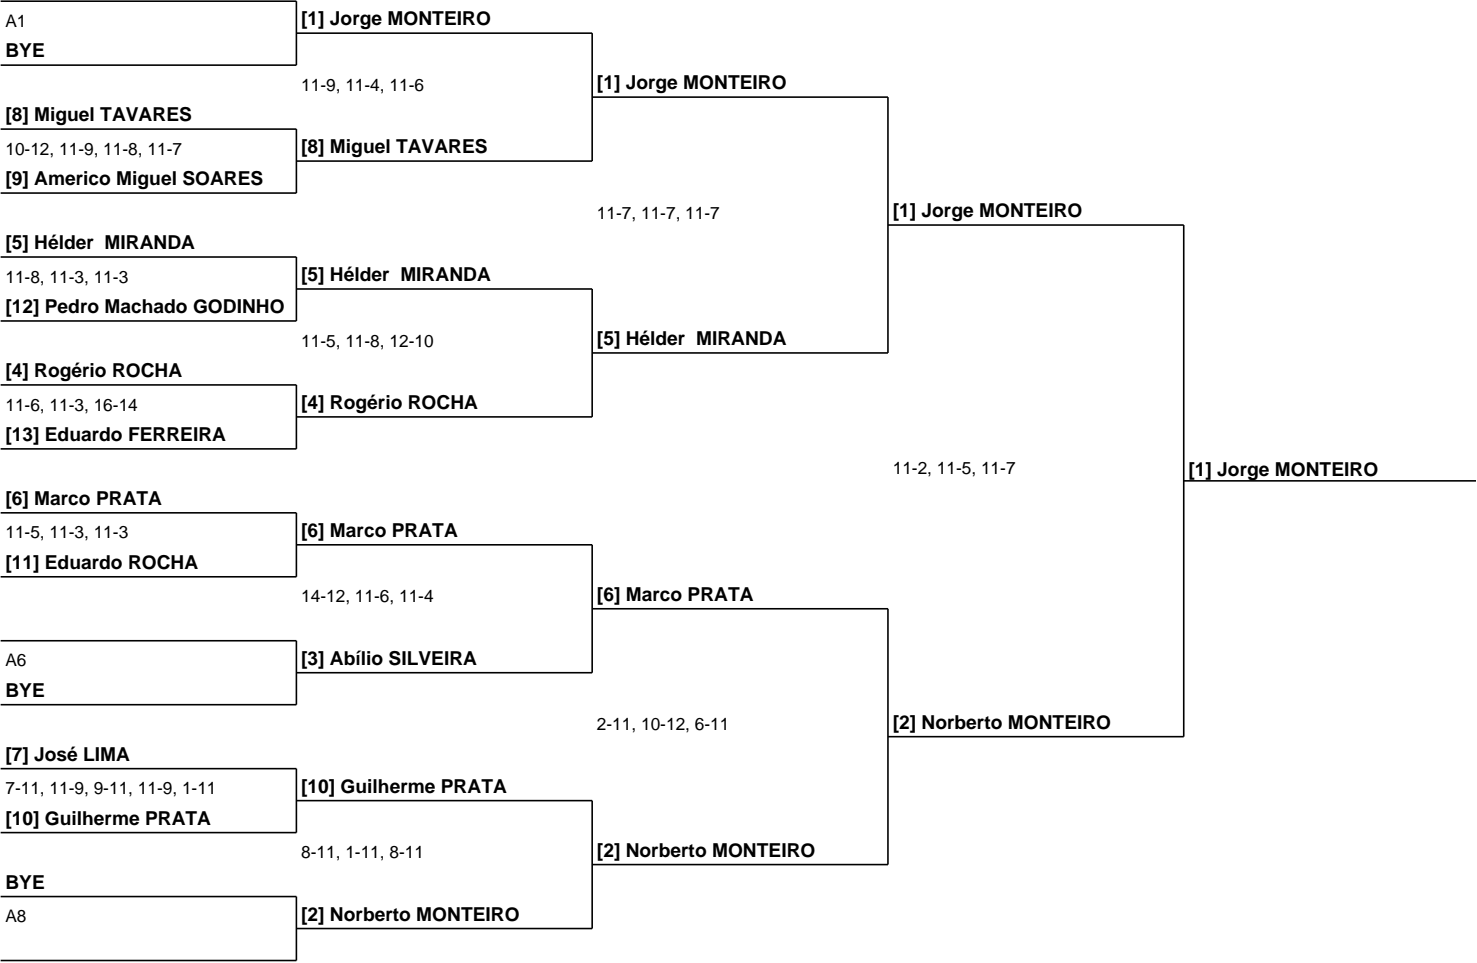 A1
BYE
[8] Miguel TAVARES
10-12, 11-9, 11-8, 11-7
[9] Americo Miguel SOARES
[5] Hélder  MIRANDA
11-8, 11-3, 11-3
[12] Pedro Machado GODINHO
[4] Rogério ROCHA
11-6, 11-3, 16-14
[13] Eduardo FERREIRA
[6] Marco PRATA
11-5, 11-3, 11-3
[11] Eduardo ROCHA
A6
BYE
[7] José LIMA
7-11, 11-9, 9-11, 11-9, 1-11
[10] Guilherme PRATA
BYE
A8
[1] Jorge MONTEIRO
11-9, 11-4, 11-6
[8] Miguel TAVARES
[5] Hélder  MIRANDA
11-5, 11-8, 12-10
[4] Rogério ROCHA
[6] Marco PRATA
14-12, 11-6, 11-4
[3] Abílio SILVEIRA
[10] Guilherme PRATA
8-11, 1-11, 8-11
[2] Norberto MONTEIRO
[1] Jorge MONTEIRO
11-7, 11-7, 11-7
[5] Hélder  MIRANDA
[6] Marco PRATA
2-11, 10-12, 6-11
[2] Norberto MONTEIRO
[1] Jorge MONTEIRO
11-2, 11-5, 11-7
[2] Norberto MONTEIRO
[1] Jorge MONTEIRO